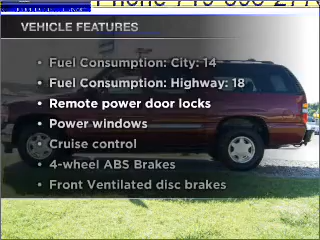 VEHICLE FEATURES
• Fuel Consumption: City: 14
• Fuel Consumption: Highway: 18
• Remote power door locks
• Power windows
• Cruise control
• 4-wheel ABS Brakes
• Front Ventilated disc brakes